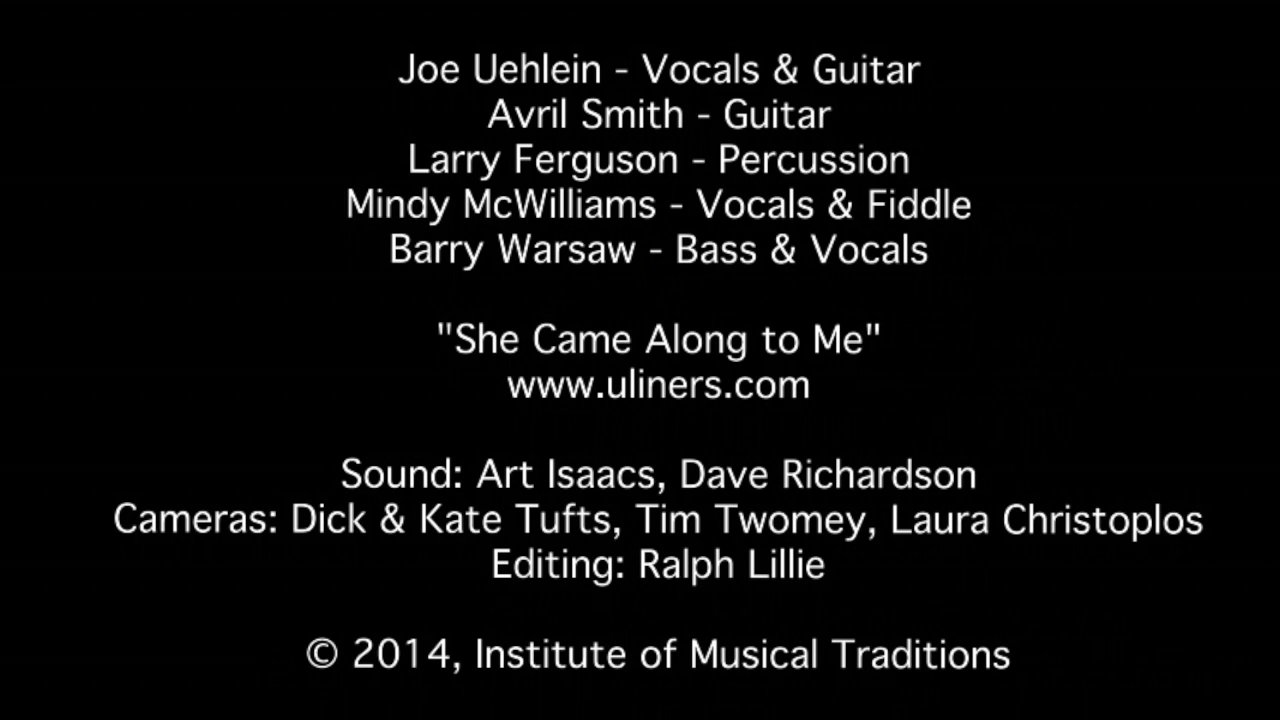 Joe Uehlein - Vocals & Guitar
Avril Smith - Guitar
Larry Ferguson - Percussion
Mindy McWilliams - Vocals & Fiddle
Barry Warsaw - Bass & Vocals
"She Came Along to Me"
www.uliners.com
Sound: Art Isaacs, Dave Richardson
Cameras: Dick & Kate Tufts, Tim Twomey, Laura Christoplos
Editing: Ralph Lillie
© 2014, Institute of Musical Traditions